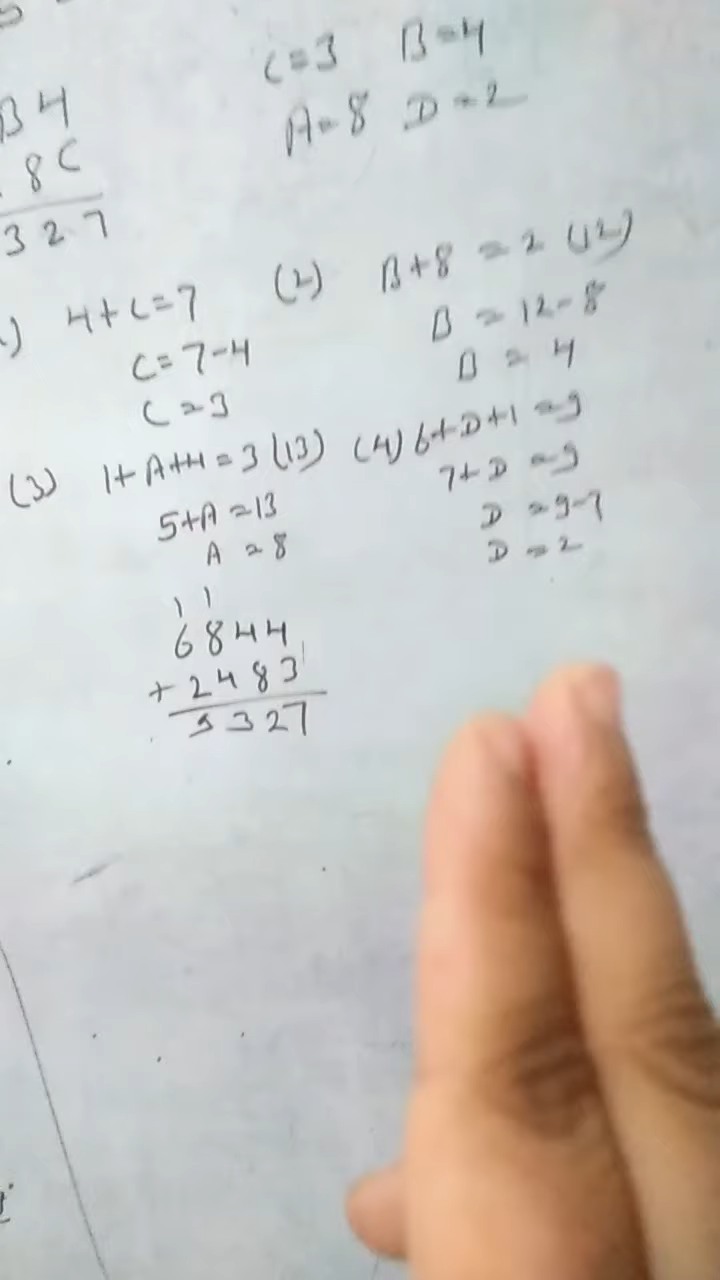 C=3 B=4
A=8 D=2
B4
8C
327
4+C=7 (2) B+8 = 2 (12)
C=7-4 B = 12-8
C=3 B = 4
(3) 1+A+4=3(13) (4) 6+D+1=9
5+A=13 7+D=9
A=8 D=9-7
D=2
1 1
6844
+2483
9327